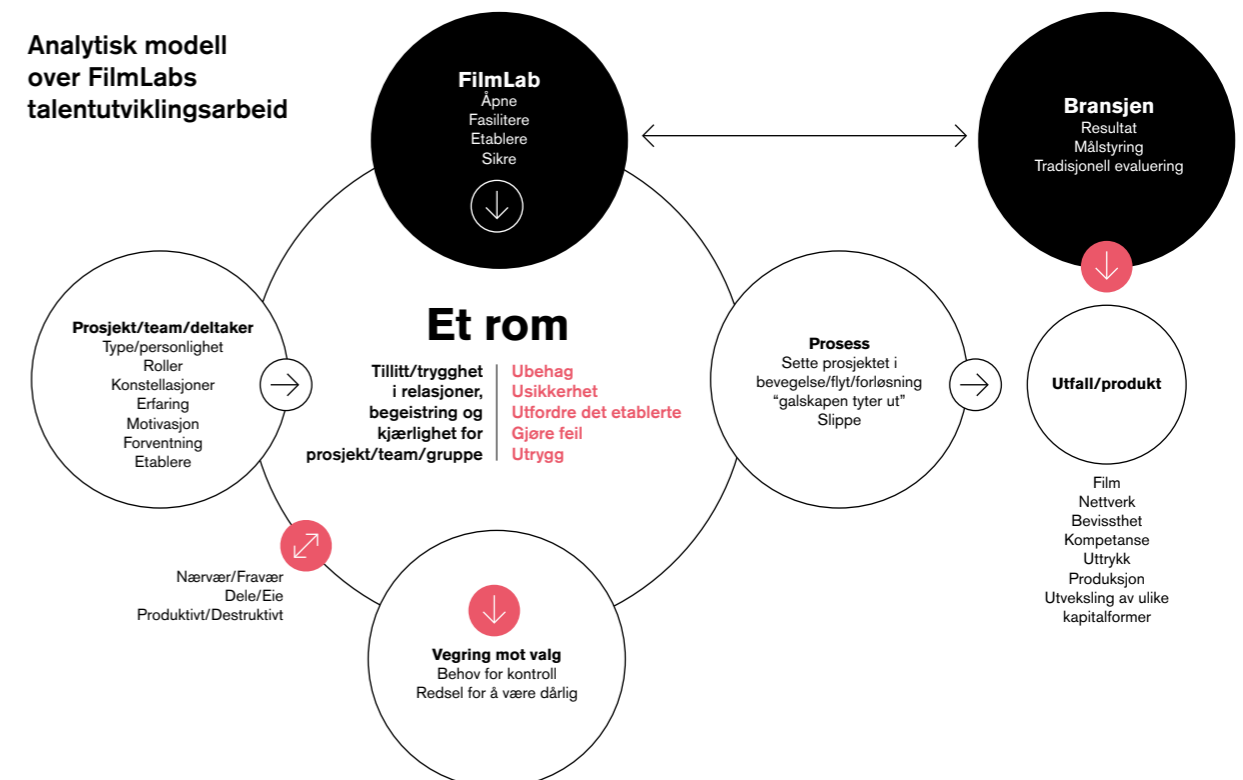 Analytisk modell
over FilmLabs
talentutviklingsarbeid
FilmLab
Åpne
Fasilitere
Etablere
Sikre
Bransjen
Resultat
Målstyring
Tradisjonell evaluering
Prosjekt/team/deltaker
Type/personlighet
Roller
Konstellasjoner
Erfaring
Motivasjon
Forventning
Etablere
Et rom
Tillitt/trygghet
i relasjoner,
begeistring og
kjærlighet for
prosjekt/team/gruppe
Ubehag
Usikkerhet
Utfordre det etablerte
Gjøre feil
Utrygg
Prosess
Sette prosjektet i
bevegelse/flyt/forløsning
“galskapen tyter ut”
Slippe
Utfall/produkt
Film
Nettverk
Bevissthet
Kompetanse
Uttrykk
Produksjon
Utveksling av ulike
kapitalformer
Nærvær/Fravær
Dele/Eie
Produktivt/Destruktivt
Vegring mot valg
Behov for kontroll
Redsel for å være dårlig